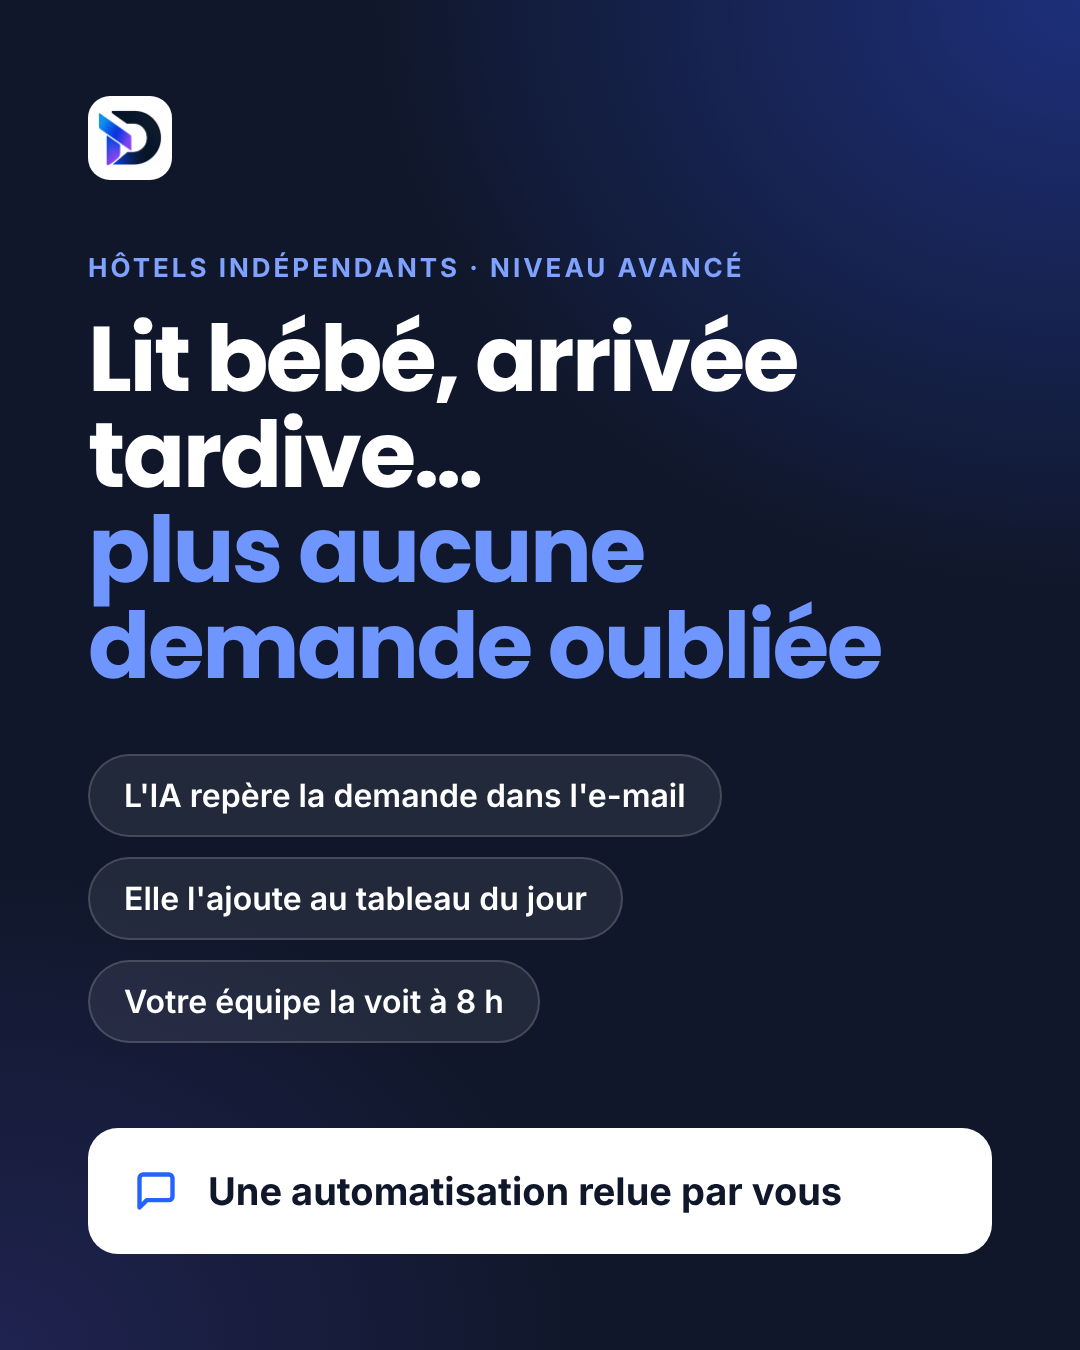 HÔTELS INDÉPENDANTS · NIVEAU AVANCÉ
Lit bébé, arrivée
tardive…
plus aucune
demande oubliée
L'IA repère la demande dans l'e-mail
Elle l'ajoute au tableau du jour
Votre équipe la voit à 8 h
Une automatisation relue par vous